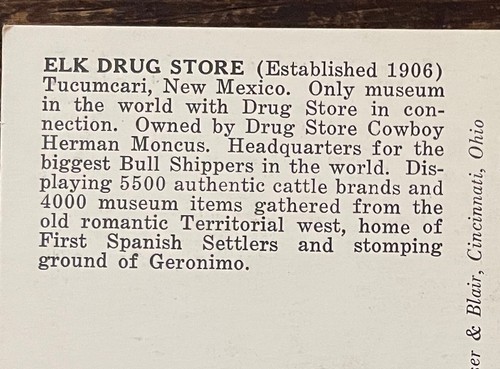 ELK DRUG STORE (Established 1906)
Tucumcari, New Mexico. Only museum
in the world with Drug Store in con-
nection. Owned by Drug Store Cowboy
Herman Moncus. Headquarters for the
biggest Bull Shippers in the world. Dis-
playing 5500 authentic cattle brands and
4000 museum items gathered from the
old romantic Territorial west, home of
First Spanish Settlers and stomping
ground of Geronimo.
& Blair, Cincinnati, Ohio